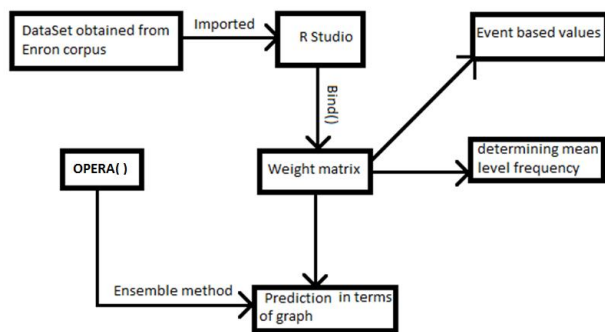 DataSet obtained from
Enron corpus
Imported
R Studio
Event based values
Bind()
OPERA( )
Weight matrix
determining mean
level frequency
Ensemble method
Prediction in terms
of graph